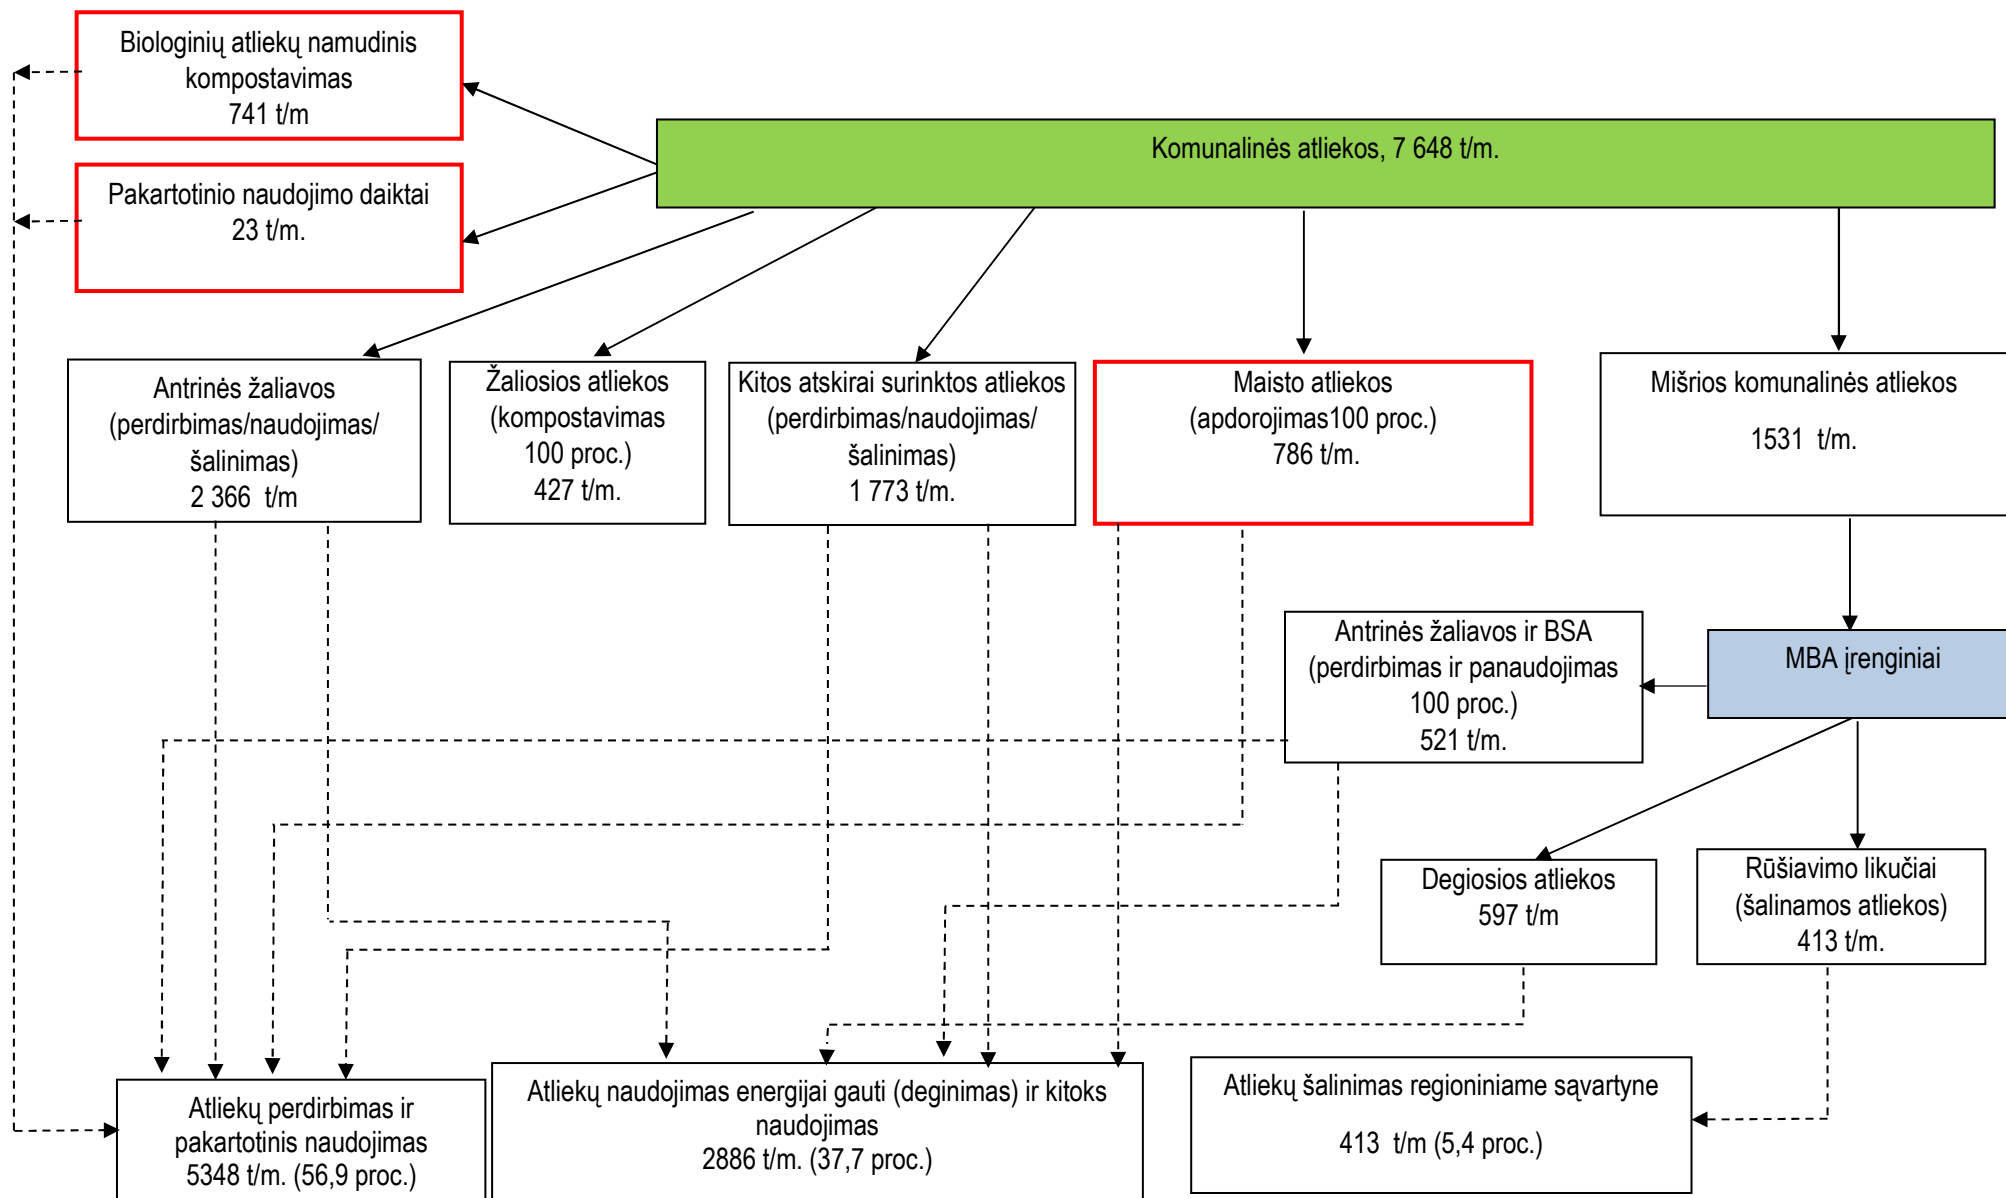 Biologinių atliekų namudinis
kompostavimas
741 t/m
Komunalinės atliekos, 7 648 t/m.
Pakartotinio naudojimo daiktai
23 t/m.
Antrinės žaliavos
(perdirbimas/naudojimas/
šalinimas)
2 366 t/m
Žaliosios atliekos
(kompostavimas
100 proc.)
427 t/m.
Kitos atskirai surinktos atliekos
(perdirbimas/naudojimas/
šalinimas)
1 773 t/m.
Maisto atliekos
(apdorojimas100 proc.)
786 t/m.
Mišrios komunalinės atliekos
1531 t/m.
Antrinės žaliavos ir BSA
(perdirbimas ir panaudojimas
100 proc.)
521 t/m.
MBA įrenginiai
Degiosios atliekos
597 t/m
Rūšiavimo likučiai
(šalinamos atliekos)
413 t/m.
Atliekų perdirbimas ir
pakartotinis naudojimas
5348 t/m. (56,9 proc.)
Atliekų naudojimas energijai gauti (deginimas) ir kitoks
naudojimas
2886 t/m. (37,7 proc.)
Atliekų šalinimas regioniniame sąvartyne
413 t/m (5,4 proc.)